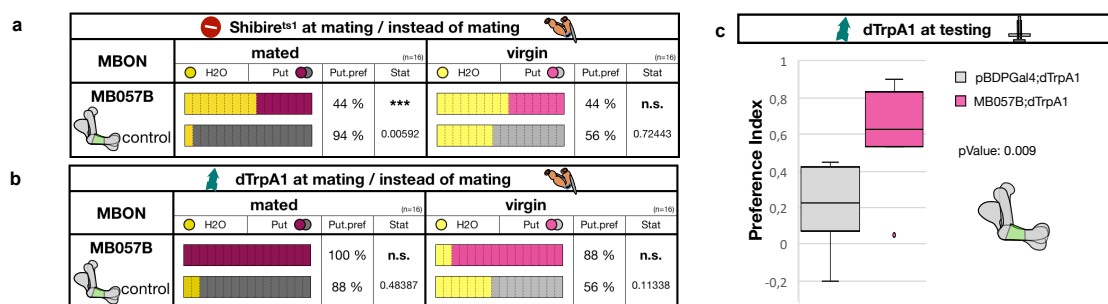 a
Shibirets1 at mating / instead of mating
MBON
mated
(n=16)
virgin
(n=16)
H2O Put Put.pref Stat
H2O Put Put.pref Stat
MB057B
44 %
***
44 %
n.s.
control
94 %
0.00592
56 %
0.72443
b
dTrpA1 at mating / instead of mating
MBON
mated
(n=16)
virgin
(n=16)
H2O Put Put.pref Stat
H2O Put Put.pref Stat
MB057B
100 %
n.s.
88 %
n.s.
control
88 %
0.48387
56 %
0.11338
c
dTrpA1 at testing
Preference Index
1
0,8
0,6
0,4
0,2
0
-0,2
pBDPGal4;dTrpA1
MB057B;dTrpA1
pValue: 0.009